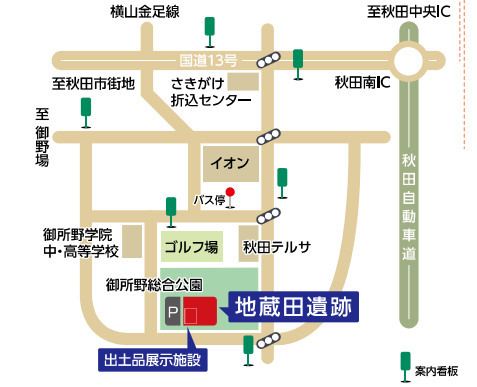 横山金足線
至秋田中央IC
国道13号
至秋田市街地
さきがけ
折込センター
秋田南IC
至御野場
イオン
秋田自動車道
バス停
御所野学院
中・高等学校
ゴルフ場
秋田テルサ
御所野総合公園
P
地蔵田遺跡
出土品展示施設
案内看板